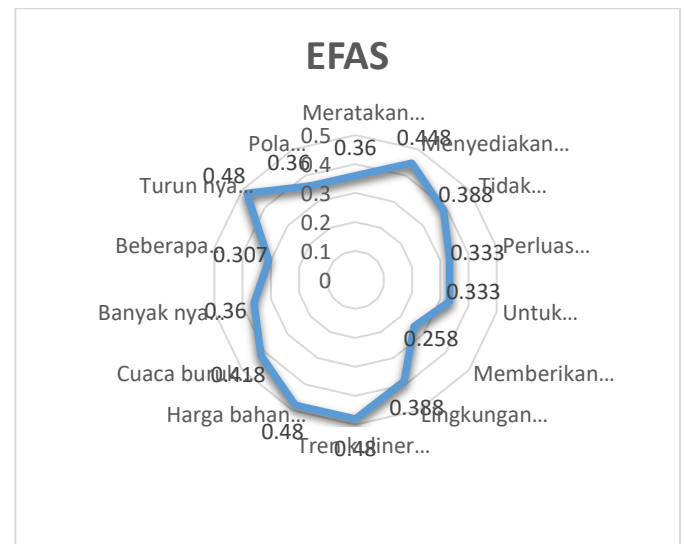 EFAS
Meratakan...
Menyediakan...
Tidak...
Perluas...
Untuk...
Memberikan...
Lingkungan...
Tren kuliner...
Harga bahan...
Cuaca buruk...
Banyak nya...
Beberapa...
Turun nya...
Pola...
0.5
0.4
0.3
0.2
0.1
0
0.36
0.448
0.388
0.333
0.333
0.258
0.388
0.48
0.48
0.418
0.36
0.307
0.48
0.36